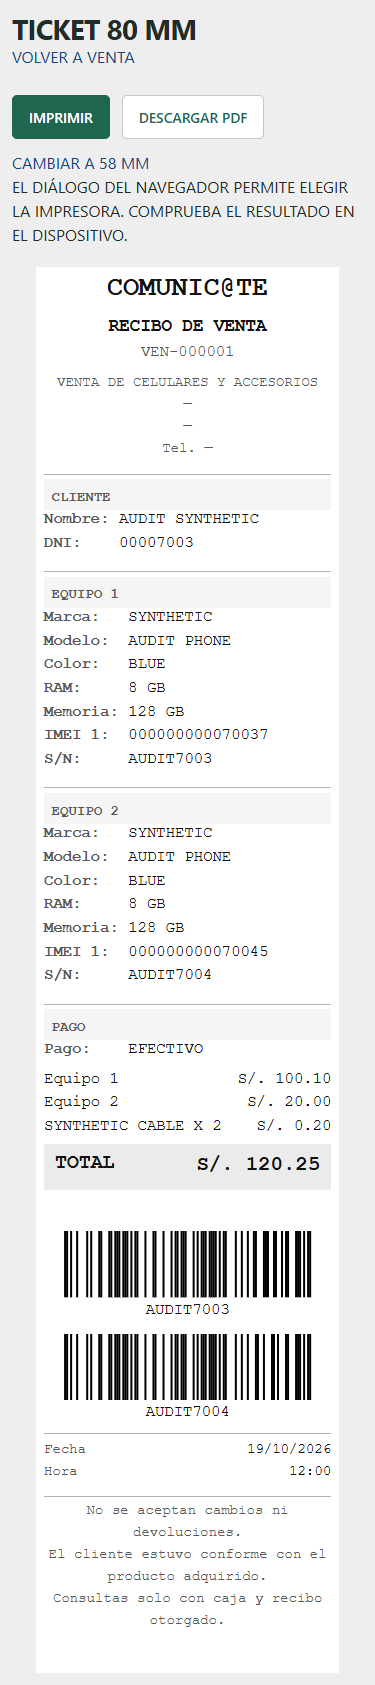 TICKET 80 MM
VOLVER A VENTA
IMPRIMIR
DESCARGAR PDF
CAMBIAR A 58 MM
EL DIÁLOGO DEL NAVEGADOR PERMITE ELEGIR
LA IMPRESORA. COMPRUEBA EL RESULTADO EN
EL DISPOSITIVO.
COMUNIC@TE
RECIBO DE VENTA
VEN-000001
VENTA DE CELULARES Y ACCESORIOS
—
—
Tel. —
CLIENTE
Nombre: AUDIT SYNTHETIC
DNI: 00007003
EQUIPO 1
Marca: SYNTHETIC
Modelo: AUDIT PHONE
Color: BLUE
RAM: 8 GB
Memoria: 128 GB
IMEI 1: 000000000070037
S/N: AUDIT7003
EQUIPO 2
Marca: SYNTHETIC
Modelo: AUDIT PHONE
Color: BLUE
RAM: 8 GB
Memoria: 128 GB
IMEI 1: 000000000070045
S/N: AUDIT7004
PAGO
Pago: EFECTIVO
Equipo 1 S/. 100.10
Equipo 2 S/. 20.00
SYNTHETIC CABLE X 2 S/. 0.20
TOTAL S/. 120.25
AUDIT7003
AUDIT7004
Fecha 19/10/2026
Hora 12:00
No se aceptan cambios ni
devoluciones.
El cliente estuvo conforme con el
producto adquirido.
Consultas solo con caja y recibo
otorgado.